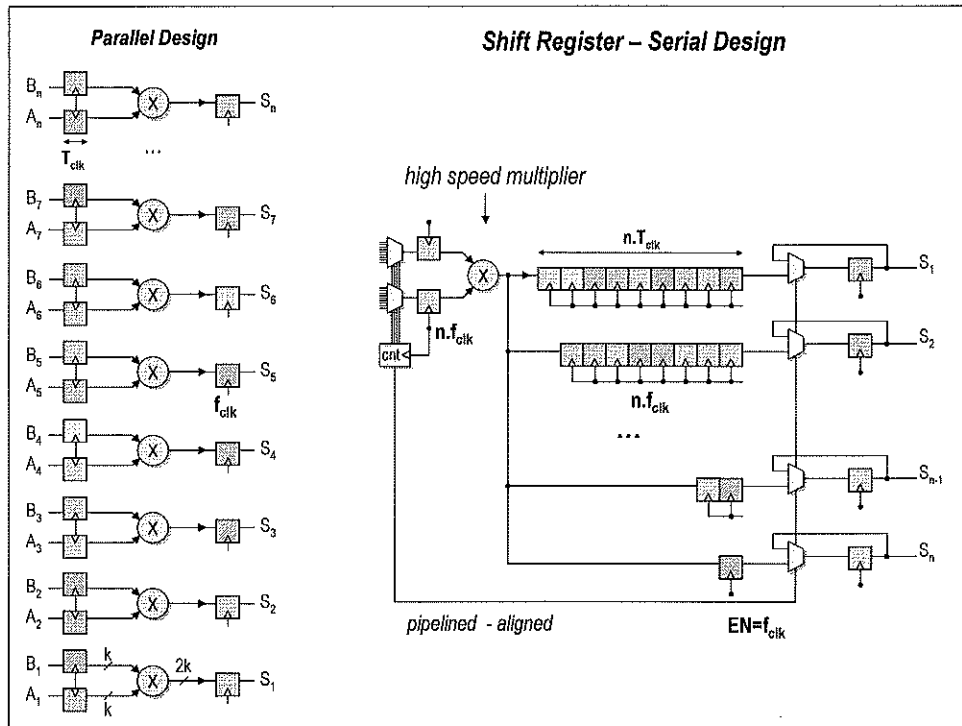 Parallel Design
Shift Register – Serial Design
Bn
An
Sn
Tclk
...
B7
A7
S7
B6
A6
S6
B5
A5
S5
fclk
B4
A4
S4
B3
A3
S3
B2
A2
S2
B1
A1
k
k
2k
S1
X
X
X
X
X
X
X
X
high speed multiplier
X
n.fclk
cnt
n.Tclk
S1
S2
n.fclk
...
Sn-1
Sn
pipelined - aligned
EN=fclk